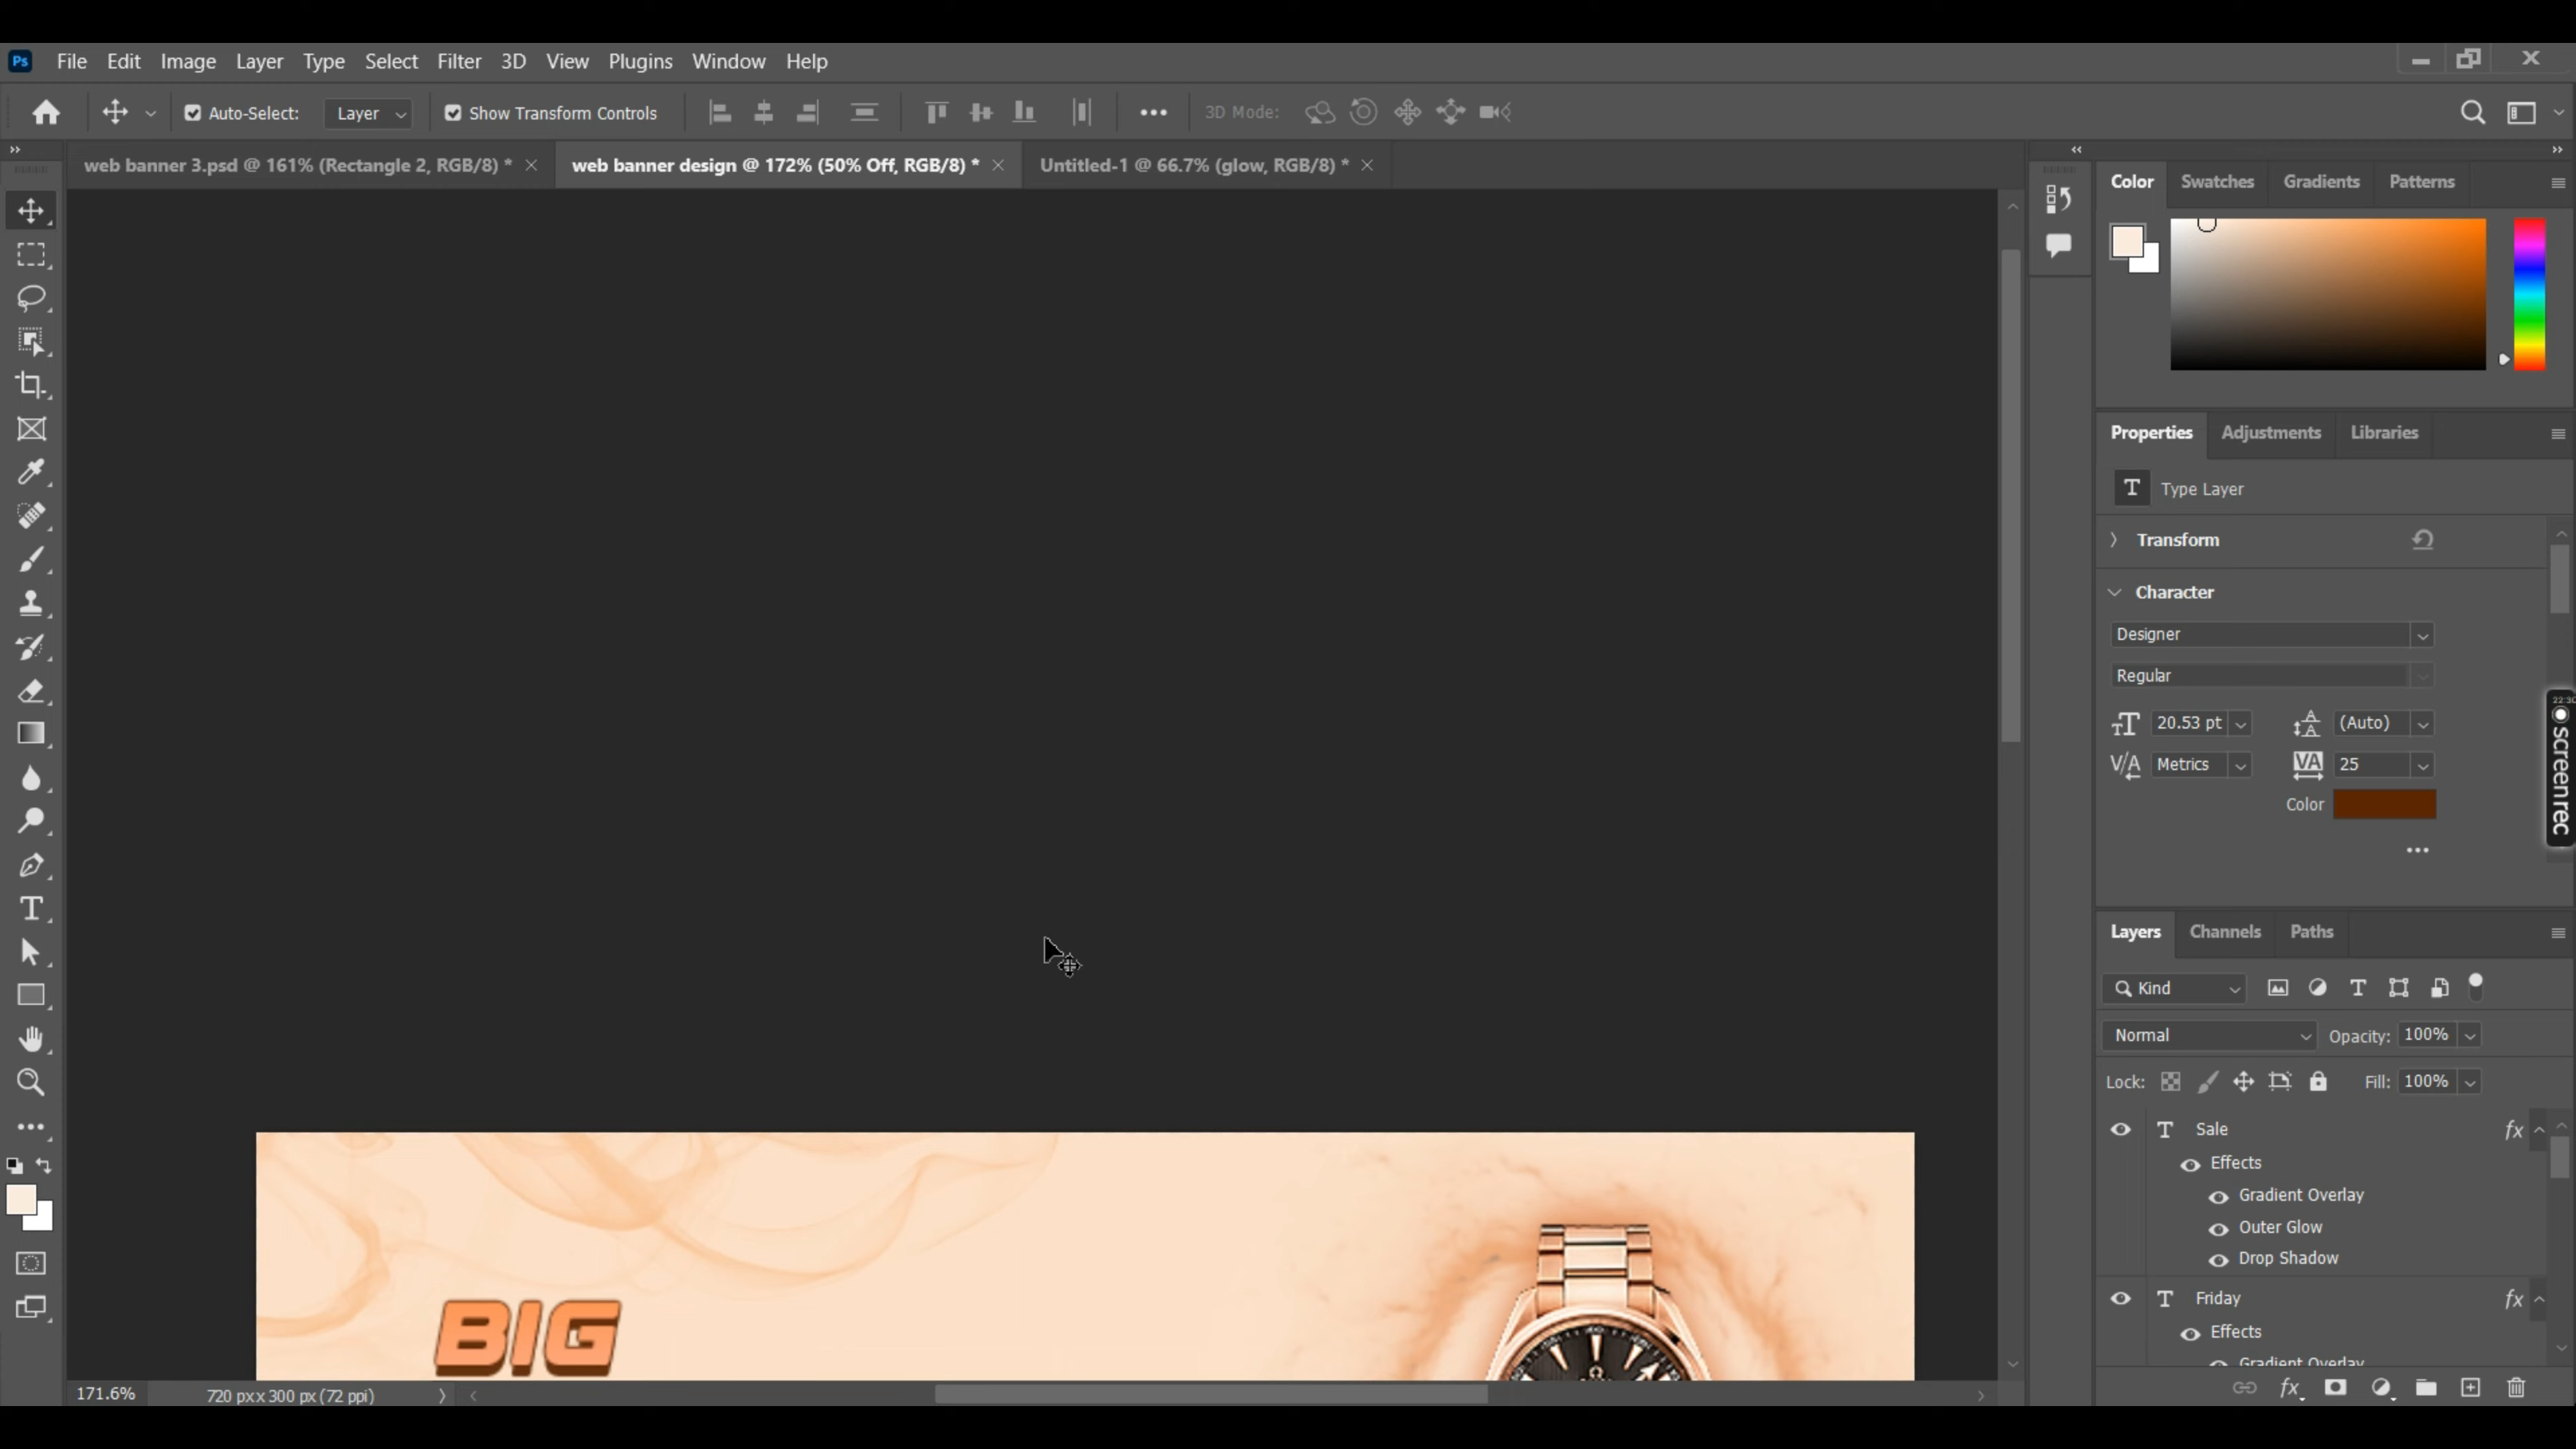 Ps File Edit Image Layer Type Select Filter 3D View Plugins Window Help
Auto-Select: Layer Show Transform Controls 3D Mode:
web banner 3.psd @ 161% (Rectangle 2, RGB/8) * web banner design @ 172% (50% Off, RGB/8) * Untitled-1 @ 66.7% (glow, RGB/8) *
Color Swatches Gradients Patterns
Properties Adjustments Libraries
Type Layer
Transform
Character
Designer
Regular
20.53 pt (Auto)
Metrics 25
Color
screenrec
Layers Channels Paths
Kind
Normal Opacity: 100%
Lock: Fill: 100%
Sale fx
Effects
Gradient Overlay
Outer Glow
Drop Shadow
Friday fx
Effects
Gradient Overlay
BIG
171.6% 720 px x 300 px (72 ppi)